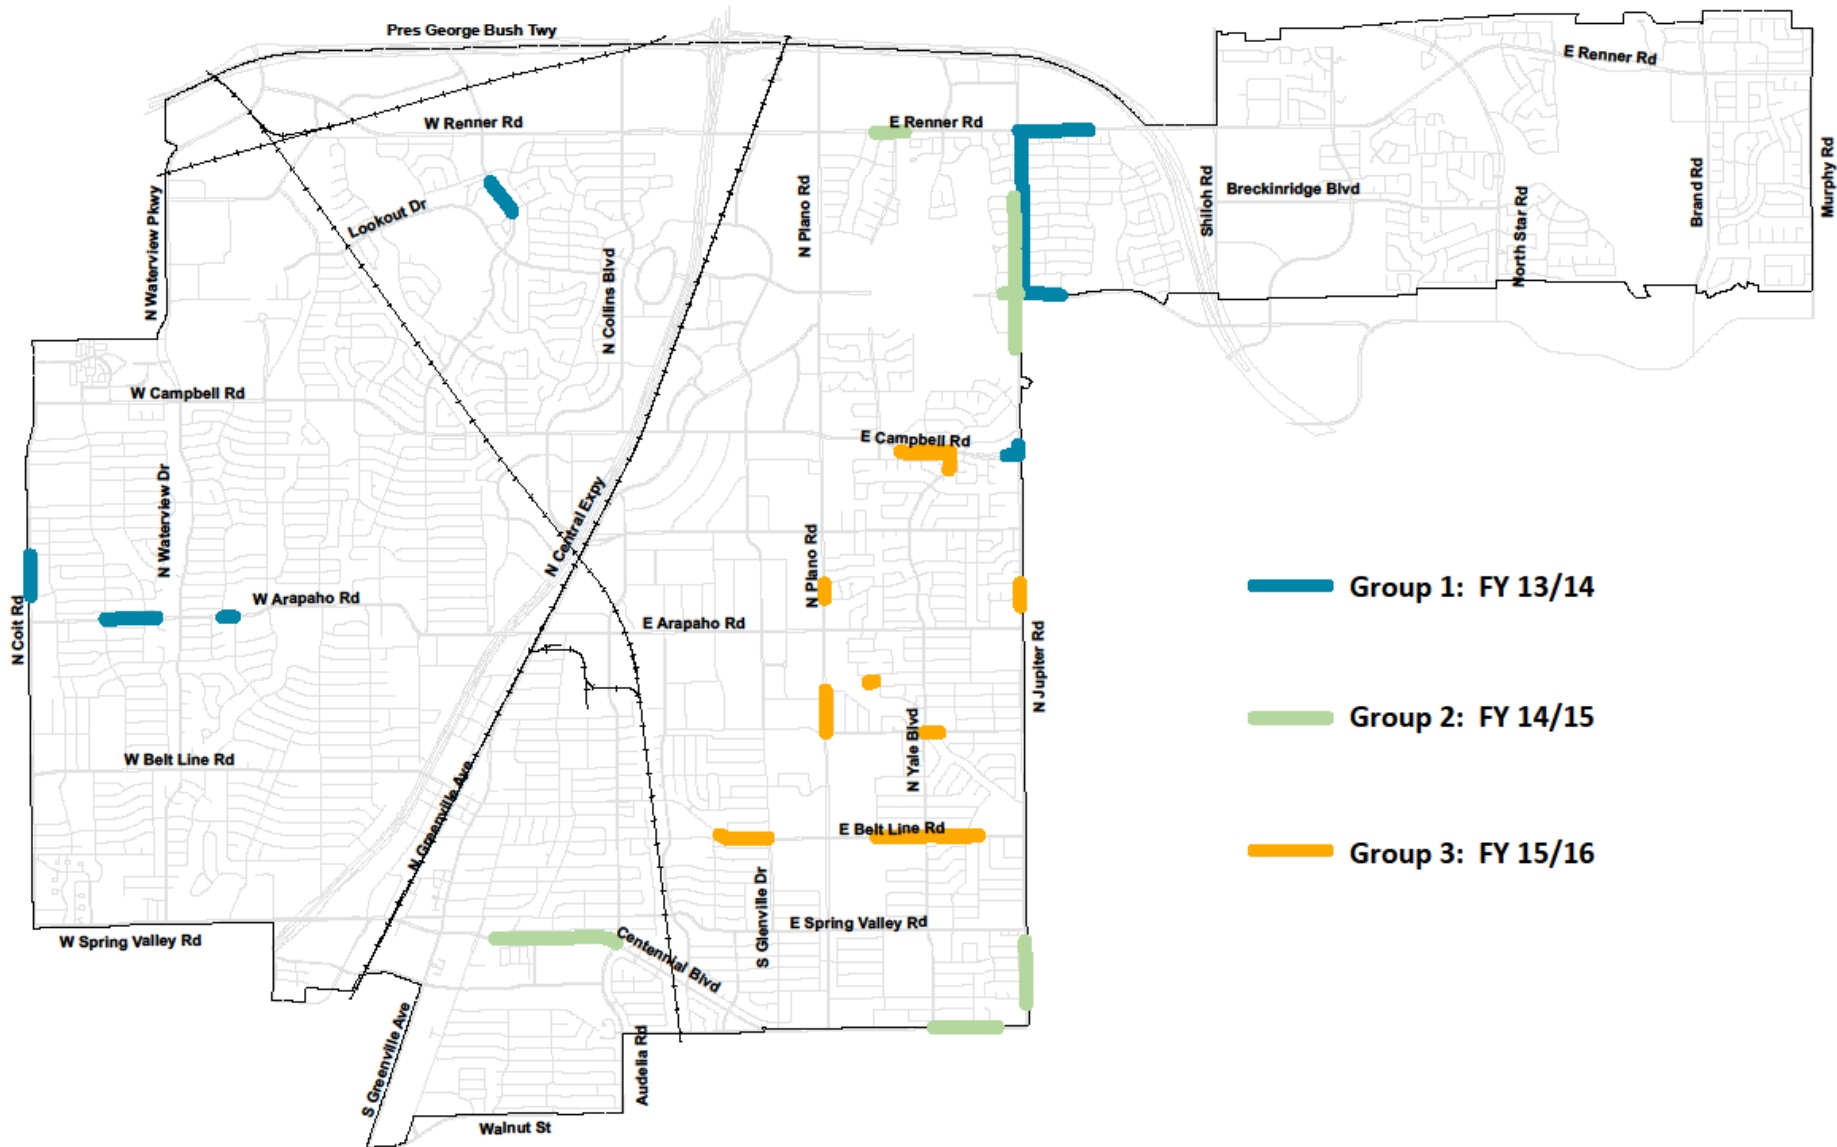 Pres George Bush Twy
E Renner Rd
W Renner Rd
E Renner Rd
N Waterview Pkwy
Lookout Dr
N Collins Blvd
N Plano Rd
Shiloh Rd
Breckinridge Blvd
North Star Rd
Brand Rd
Murphy Rd
W Campbell Rd
E Campbell Rd
N Waterview Dr
N Central Expy
N Plano Rd
N Coit Rd
W Arapaho Rd
E Arapaho Rd
N Jupiter Rd
Group 1: FY 13/14
Group 2: FY 14/15
Group 3: FY 15/16
W Belt Line Rd
N Greenville Ave
N Yale Blvd
E Belt Line Rd
S Glenville Dr
E Spring Valley Rd
W Spring Valley Rd
Centennial Blvd
S Greenville Ave
Audelia Rd
Walnut St